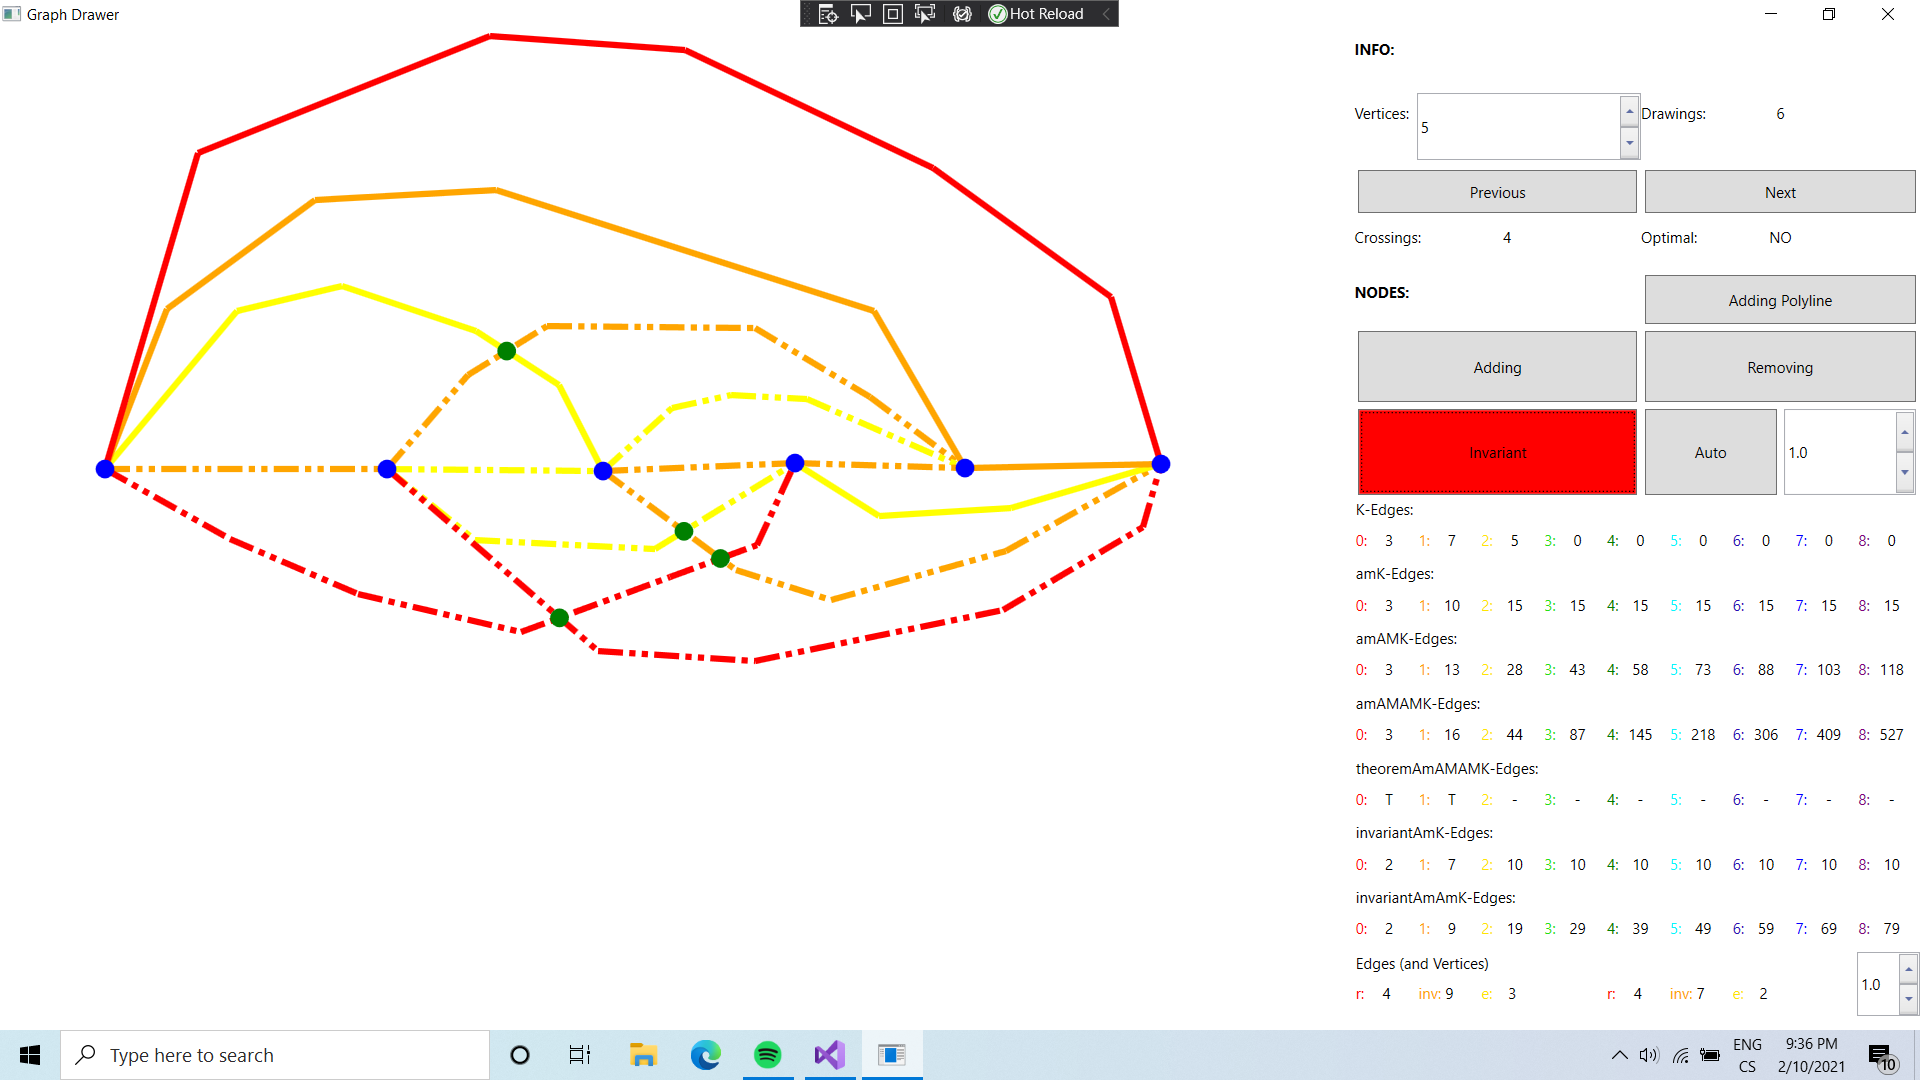 Graph Drawer
Hot Reload
INFO:
Vertices: 5 Drawings: 6
Previous Next
Crossings: 4 Optimal: NO
NODES:
Adding Polyline
Adding Removing
Invariant Auto 1.0
K-Edges:
0: 3 1: 7 2: 5 3: 0 4: 0 5: 0 6: 0 7: 0 8: 0
amK-Edges:
0: 3 1: 10 2: 15 3: 15 4: 15 5: 15 6: 15 7: 15 8: 15
amAMK-Edges:
0: 3 1: 13 2: 28 3: 43 4: 58 5: 73 6: 88 7: 103 8: 118
amAMAMK-Edges:
0: 3 1: 16 2: 44 3: 87 4: 145 5: 218 6: 306 7: 409 8: 527
theoremAmAMAMK-Edges:
0: T 1: T 2: - 3: - 4: - 5: - 6: - 7: - 8: -
invariantAmK-Edges:
0: 2 1: 7 2: 10 3: 10 4: 10 5: 10 6: 10 7: 10 8: 10
invariantAmAmK-Edges:
0: 2 1: 9 2: 19 3: 29 4: 39 5: 49 6: 59 7: 69 8: 79
Edges (and Vertices)
r: 4 inv: 9 e: 3 r: 4 inv: 7 e: 2 1.0
Type here to search
ENG
CS
9:36 PM
2/10/2021
10